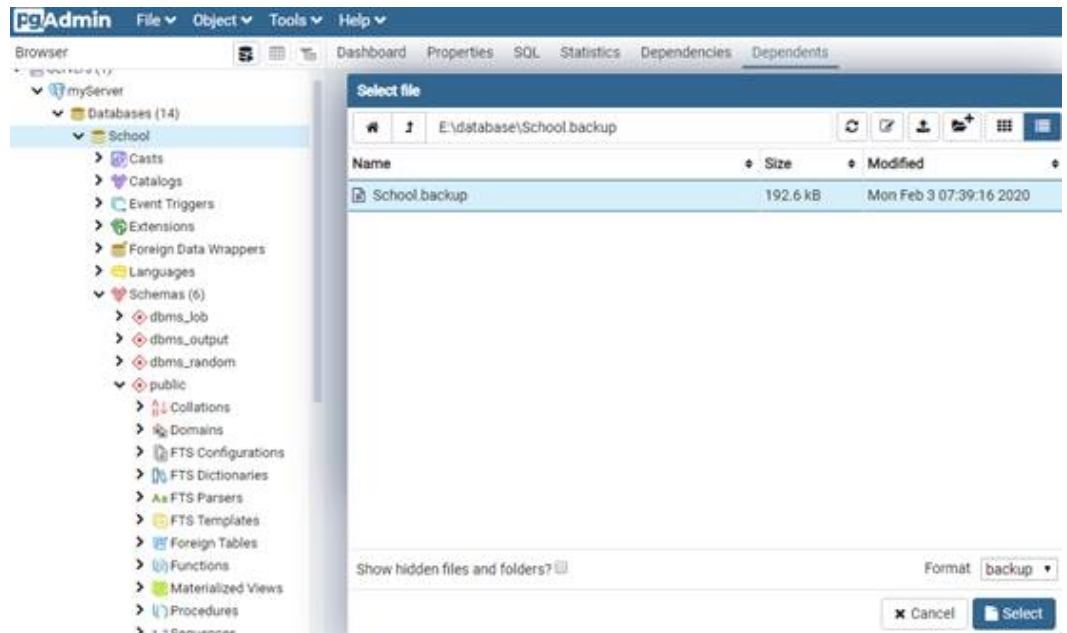 pgAdmin File Object Tools Help
Browser
Dashboard Properties SQL Statistics Dependencies Dependents
Servers (1)
myServer
Databases (14)
School
Casts
Catalogs
Event Triggers
Extensions
Foreign Data Wrappers
Languages
Schemas (6)
dbms_lob
dbms_output
dbms_random
public
Collations
Domains
FTS Configurations
FTS Dictionaries
FTS Parsers
FTS Templates
Foreign Tables
Functions
Materialized Views
Procedures
Sequences
Select file
E:\database\School.backup
Name Size Modified
School.backup 192.6 kB Mon Feb 3 07:39:16 2020
Show hidden files and folders? Format backup
Cancel Select